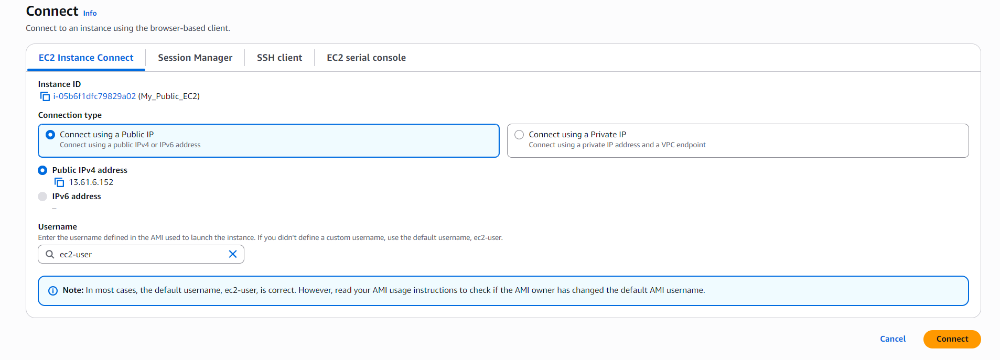 Connect Info
Connect to an instance using the browser-based client.
EC2 Instance Connect
Session Manager
SSH client
EC2 serial console
Instance ID
i-05b6f1dfc79829a02 (My_Public_EC2)
Connection type
Connect using a Public IP
Connect using a public IPv4 or IPv6 address
Connect using a Private IP
Connect using a private IP address and a VPC endpoint
Public IPv4 address
13.61.6.152
IPv6 address
–
Username
Enter the username defined in the AMI used to launch the instance. If you didn't define a custom username, use the default username, ec2-user.
ec2-user
Note: In most cases, the default username, ec2-user, is correct. However, read your AMI usage instructions to check if the AMI owner has changed the default AMI username.
Cancel
Connect